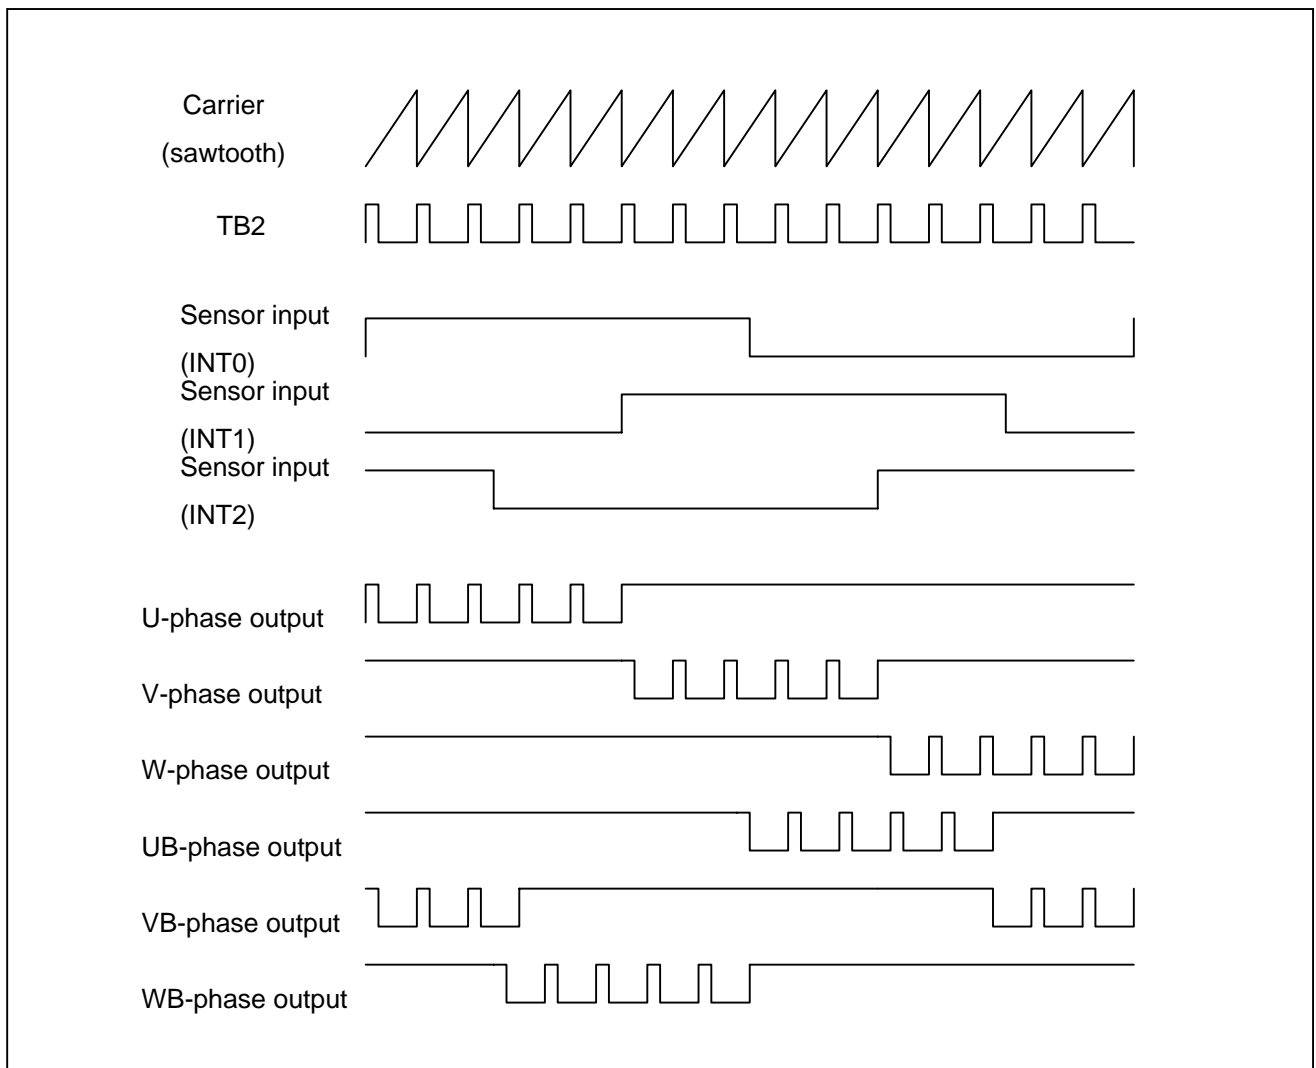 Carrier
(sawtooth)
TB2
Sensor input
(INT0)
Sensor input
(INT1)
Sensor input
(INT2)
U-phase output
V-phase output
W-phase output
UB-phase output
VB-phase output
WB-phase output